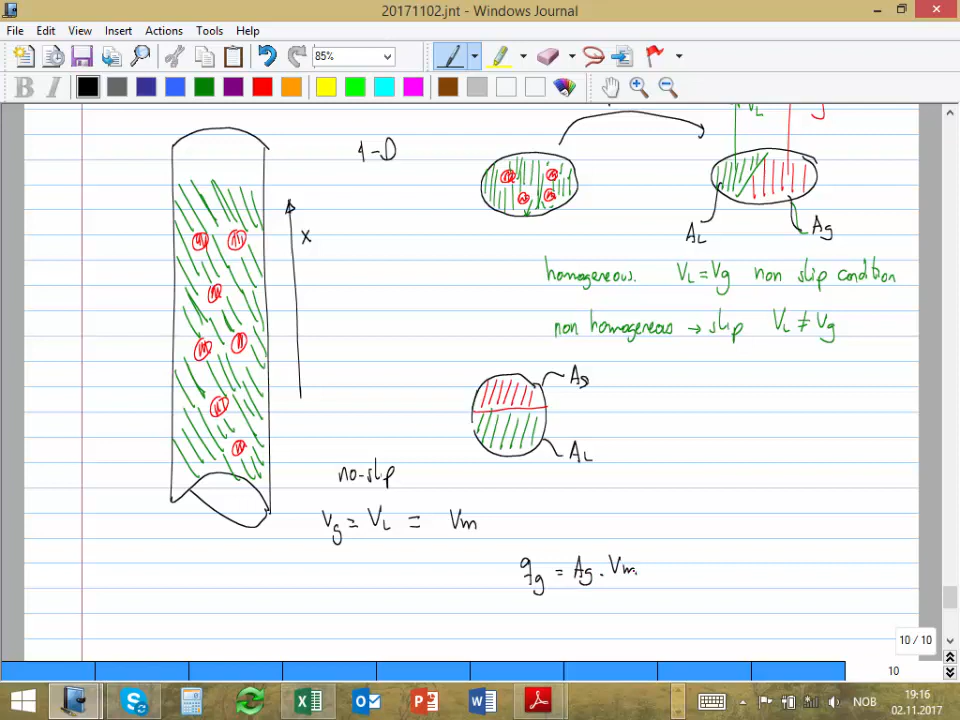 20171102.jnt - Windows Journal
File Edit View Insert Actions Tools Help
85%
B I
1-D
VL
g
x
AL
Ag
homogeneous. VL = Vg non slip condition
non homogeneous → slip VL ≠ Vg
Ag
AL
no-slip
Vg = VL = Vm
qg = Ag . Vm
10 / 10
10
NOB
19:16
02.11.2017